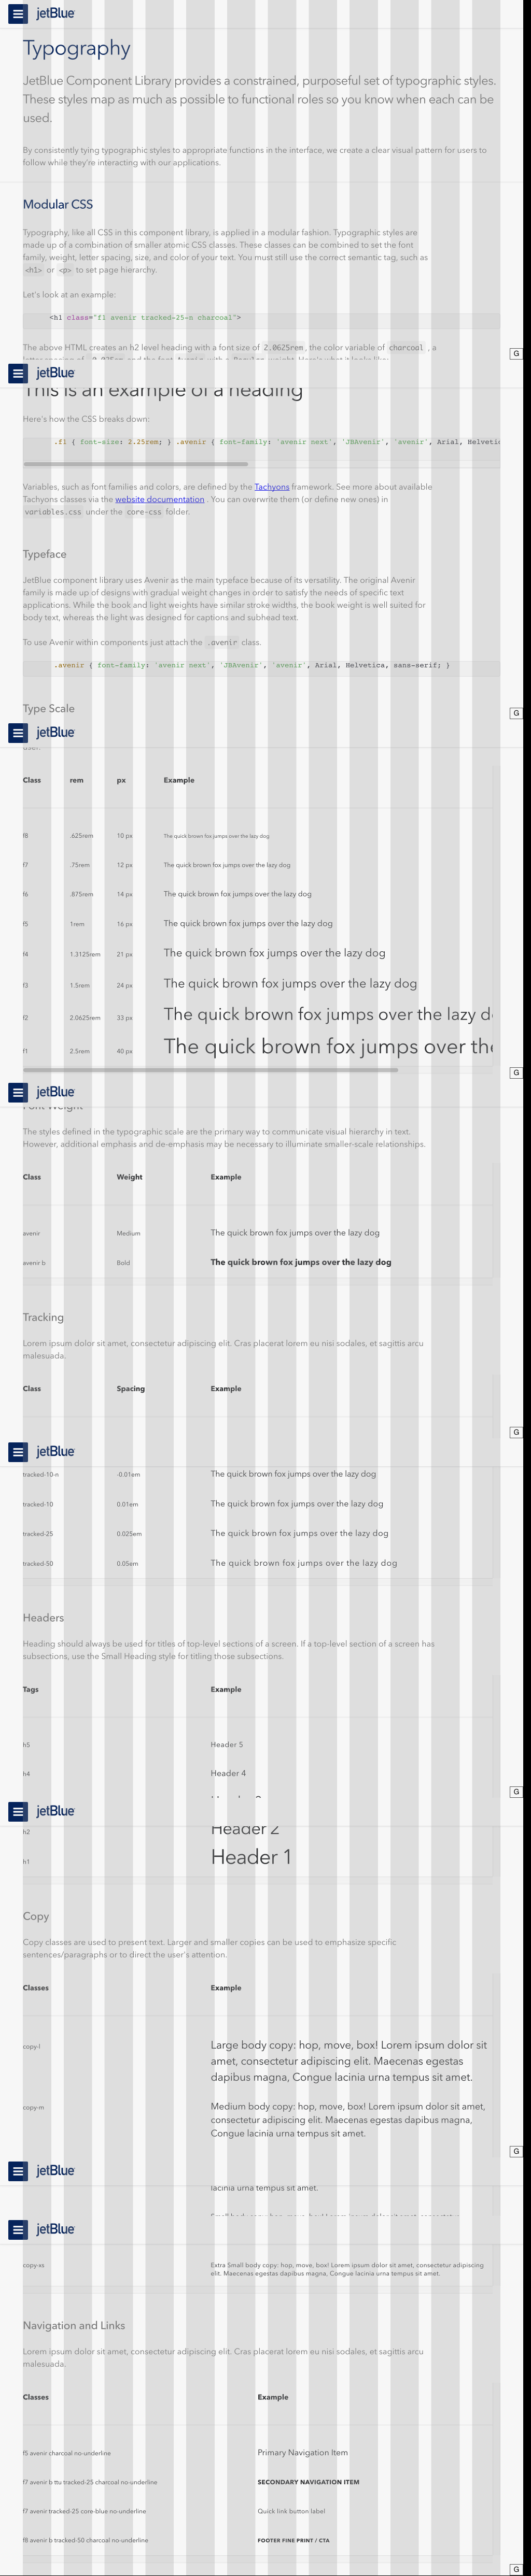 jetBlue
Typography
JetBlue Component Library provides a constrained, purposeful set of typographic styles.
These styles map as much as possible to functional roles so you know when each can be
used.
By consistently tying typographic styles to appropriate functions in the interface, we create a clear visual pattern for users to
follow while they're interacting with our applications.
Modular CSS
Typography, like all CSS in this component library, is applied in a modular fashion. Typographic styles are
made up of a combination of smaller atomic CSS classes. These classes can be combined to set the font
family, weight, letter spacing, size, and color of your text. You must still use the correct semantic tag, such as
<h1> or <p> to set page hierarchy.
Let's look at an example:
<h1 class="f1 avenir tracked-25-n charcoal">
The above HTML creates an h2 level heading with a font size of 2.0625rem, the color variable of charcoal , a
G
jetBlue
This is an example of a heading
Here's how the CSS breaks down:
.f1 { font-size: 2.25rem; } .avenir { font-family: 'avenir next', 'JBAvenir', 'avenir', Arial, Helvetic
Variables, such as font families and colors, are defined by the Tachyons framework. See more about available
Tachyons classes via the website documentation . You can overwrite them (or define new ones) in
variables.css under the core-css folder.
Typeface
JetBlue component library uses Avenir as the main typeface because of its versatility. The original Avenir
family is made up of designs with gradual weight changes in order to satisfy the needs of specific text
applications. While the book and light weights have similar stroke widths, the book weight is well suited for
body text, whereas the light was designed for captions and subhead text.
To use Avenir within components just attach the .avenir class.
.avenir { font-family: 'avenir next', 'JBAvenir', 'avenir', Arial, Helvetica, sans-serif; }
Type Scale
G
jetBlue
user.
Class rem px Example
f8 .625rem 10 px The quick brown fox jumps over the lazy dog
f7 .75rem 12 px The quick brown fox jumps over the lazy dog
f6 .875rem 14 px The quick brown fox jumps over the lazy dog
f5 1rem 16 px The quick brown fox jumps over the lazy dog
f4 1.3125rem 21 px The quick brown fox jumps over the lazy dog
f3 1.5rem 24 px The quick brown fox jumps over the lazy dog
f2 2.0625rem 33 px The quick brown fox jumps over the lazy d
f1 2.5rem 40 px The quick brown fox jumps over the
G
jetBlue
Font Weight
The styles defined in the typographic scale are the primary way to communicate visual hierarchy in text.
However, additional emphasis and de-emphasis may be necessary to illuminate smaller-scale relationships.
Class Weight Example
avenir Medium The quick brown fox jumps over the lazy dog
avenir b Bold The quick brown fox jumps over the lazy dog
Tracking
Lorem ipsum dolor sit amet, consectetur adipiscing elit. Cras placerat lorem eu nisi sodales, et sagittis arcu
malesuada.
Class Spacing Example
G
jetBlue
tracked-10-n -0.01em The quick brown fox jumps over the lazy dog
tracked-10 0.01em The quick brown fox jumps over the lazy dog
tracked-25 0.025em The quick brown fox jumps over the lazy dog
tracked-50 0.05em The quick brown fox jumps over the lazy dog
Headers
Heading should always be used for titles of top-level sections of a screen. If a top-level section of a screen has
subsections, use the Small Heading style for titling those subsections.
Tags Example
h5 Header 5
h4 Header 4
G
jetBlue
h2 Header 2
h1 Header 1
Copy
Copy classes are used to present text. Larger and smaller copies can be used to emphasize specific
sentences/paragraphs or to direct the user's attention.
Classes Example
copy-l Large body copy: hop, move, box! Lorem ipsum dolor sit
amet, consectetur adipiscing elit. Maecenas egestas
dapibus magna, Congue lacinia urna tempus sit amet.
copy-m Medium body copy: hop, move, box! Lorem ipsum dolor sit amet,
consectetur adipiscing elit. Maecenas egestas dapibus magna,
Congue lacinia urna tempus sit amet.
G
jetBlue
lacinia urna tempus sit amet.
jetBlue
copy-xs Extra Small body copy: hop, move, box! Lorem ipsum dolor sit amet, consectetur adipiscing
elit. Maecenas egestas dapibus magna, Congue lacinia urna tempus sit amet.
Navigation and Links
Lorem ipsum dolor sit amet, consectetur adipiscing elit. Cras placerat lorem eu nisi sodales, et sagittis arcu
malesuada.
Classes Example
f5 avenir charcoal no-underline Primary Navigation Item
f7 avenir b ttu tracked-25 charcoal no-underline SECONDARY NAVIGATION ITEM
f7 avenir tracked-25 core-blue no-underline Quick link button label
f8 avenir b tracked-50 charcoal no-underline FOOTER FINE PRINT / CTA
G